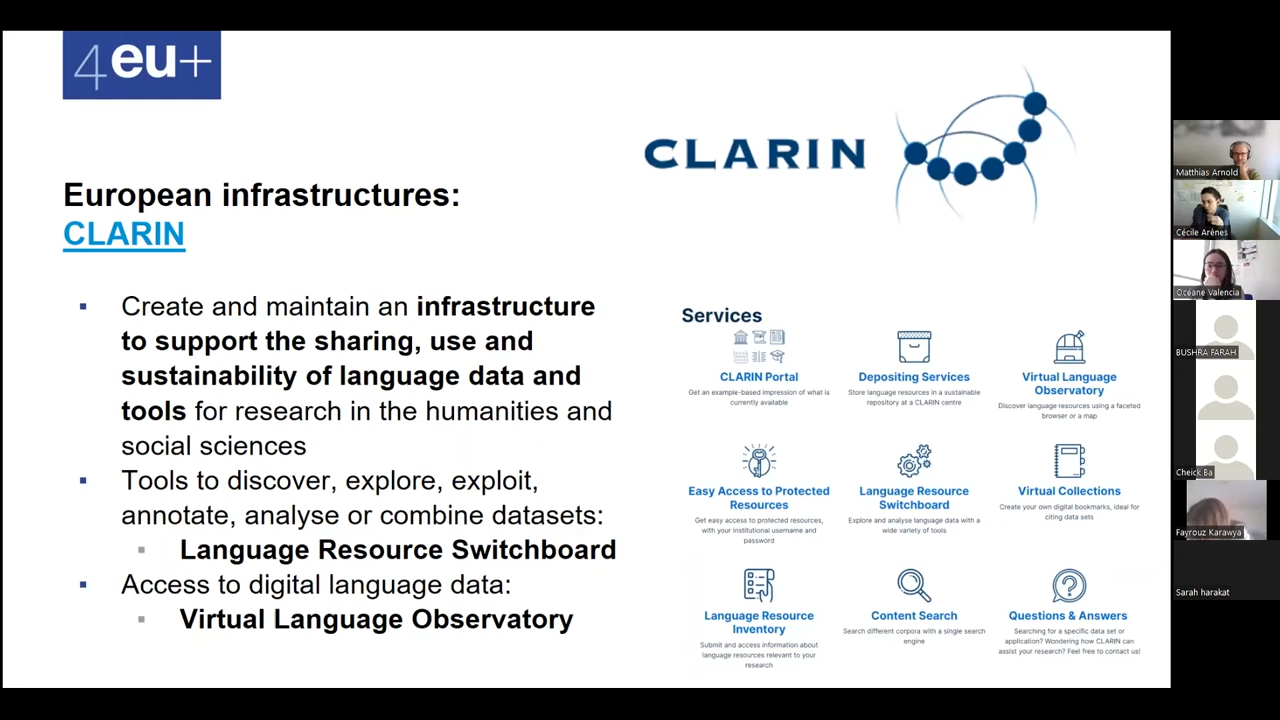 4eu+
CLARIN
European infrastructures:
CLARIN
▪ Create and maintain an infrastructure
to support the sharing, use and
sustainability of language data and
tools for research in the humanities and
social sciences
▪ Tools to discover, explore, exploit,
annotate, analyse or combine datasets:
▪ Language Resource Switchboard
▪ Access to digital language data:
▪ Virtual Language Observatory
Services
CLARIN Portal
Get an example-based impression of what is
currently available
Depositing Services
Store language resources in a sustainable
repository at a CLARIN centre
Virtual Language
Observatory
Discover language resources using a faceted
browser or a map
Easy Access to Protected
Resources
Get easy access to protected resources,
with your institutional username and
password
Language Resource
Switchboard
Explore and analyse language data with a
wide variety of tools
Virtual Collections
Create your own digital bookmarks, ideal for
citing data sets
Language Resource
Inventory
Submit and access information about
language resources relevant to your
research
Content Search
Search different corpora with a single search
engine
Questions & Answers
Searching for a specific data set or
application? Wondering how CLARIN can
assist your research? Feel free to contact us!
Matthias Arnold
Cécile Arènes
Océane Valencia
BUSHRA FARAH
Cheick Ba
Fayrouz Karawya
Sarah harakat